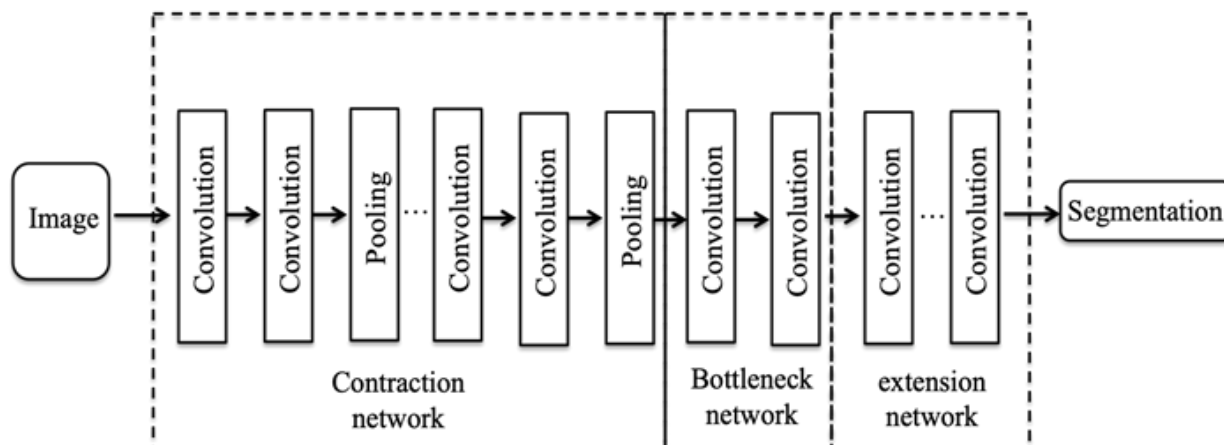 Image
Convolution
Convolution
Pooling
...
Convolution
Convolution
Pooling
Convolution
Convolution
Convolution
...
Convolution
Segmentation
Contraction
network
Bottleneck
network
extension
network